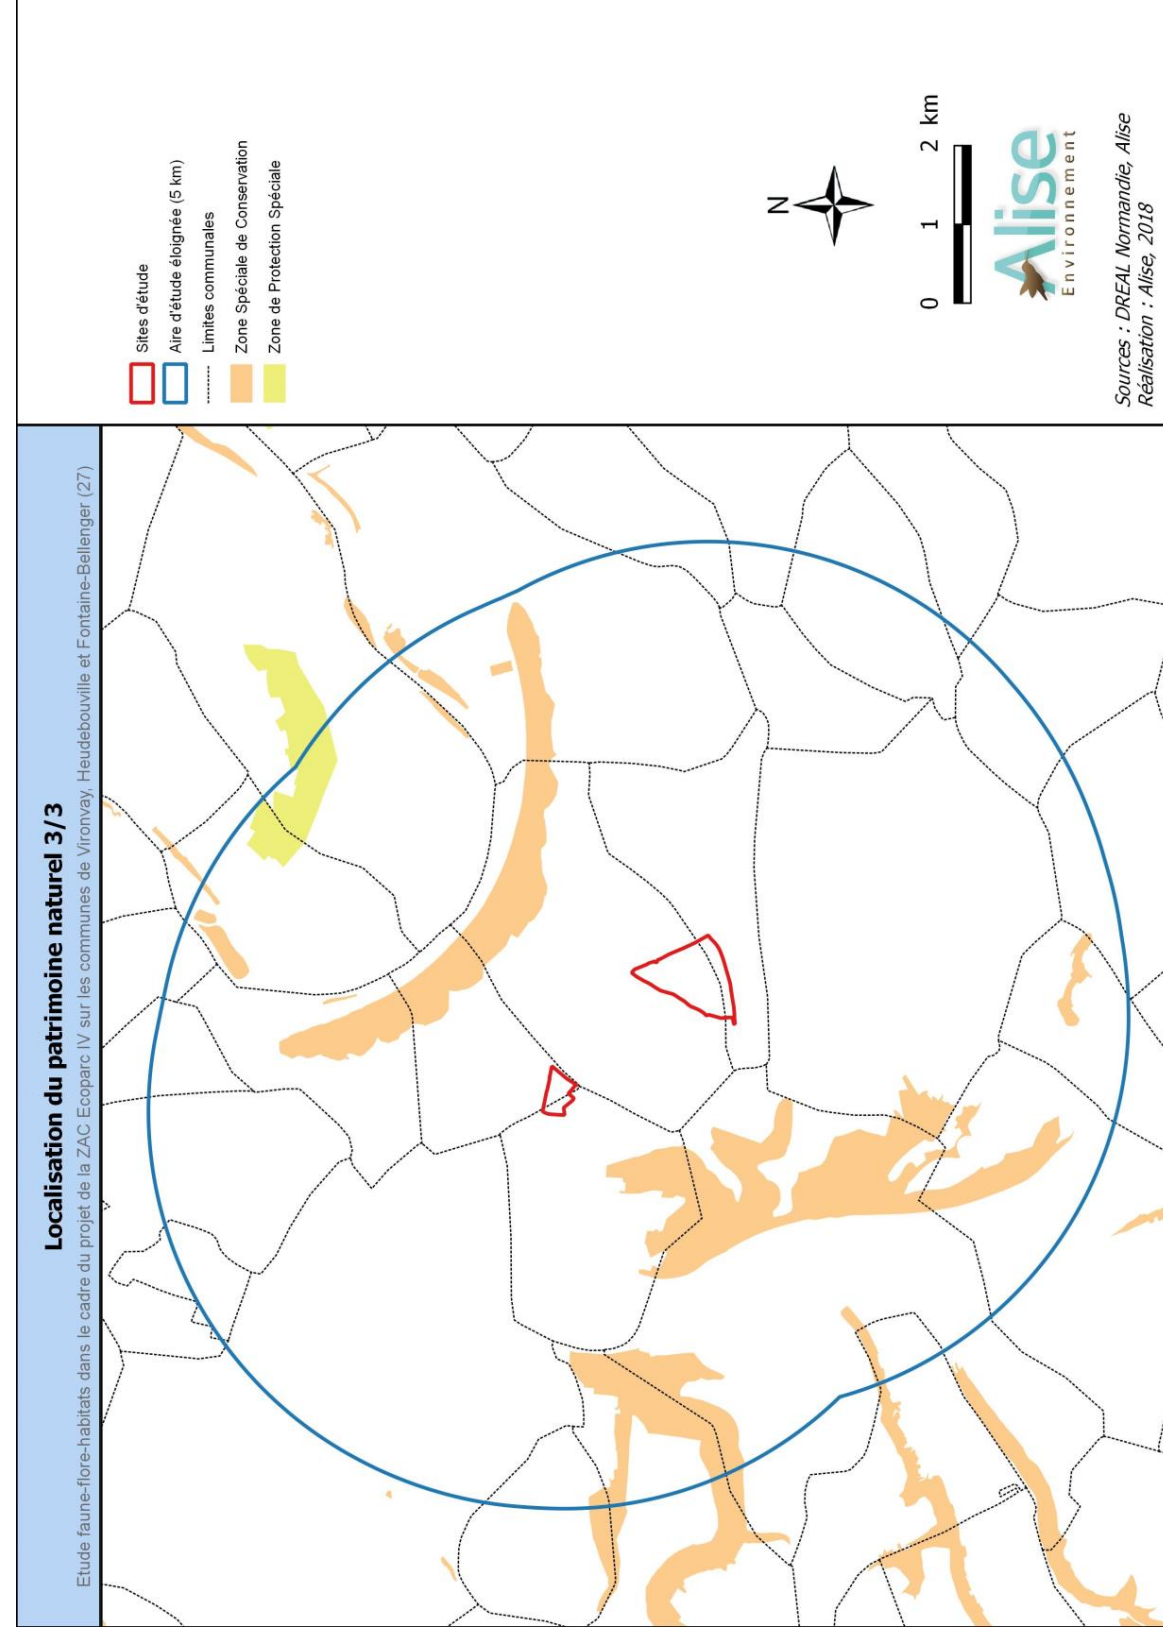 Localisation du patrimoine naturel 3/3
Etude faune-flore-habitats dans le cadre du projet de la ZAC Ecoparc IV sur les communes de Vironvay, Heudebouville et Fontaine-Bellenger (27)
Sites d'étude
Aire d'étude éloignée (5 km)
Limites communales
Zone Spéciale de Conservation
Zone de Protection Spéciale
N
0 1 2 km
Alise
Environnement
Sources : DREAL Normandie, Alise
Réalisation : Alise, 2018